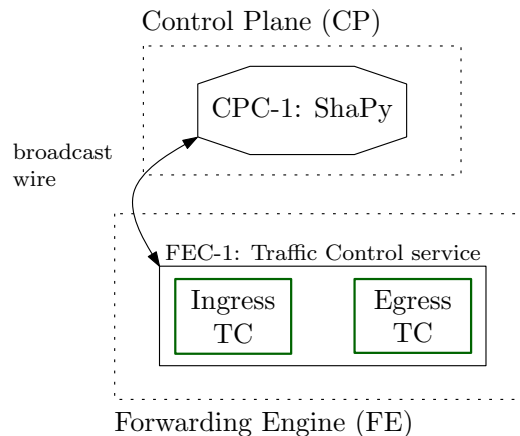 Control Plane (CP)
CPC-1: ShaPy
broadcast
wire
FEC-1: Traffic Control service
Ingress
TC
Egress
TC
Forwarding Engine (FE)